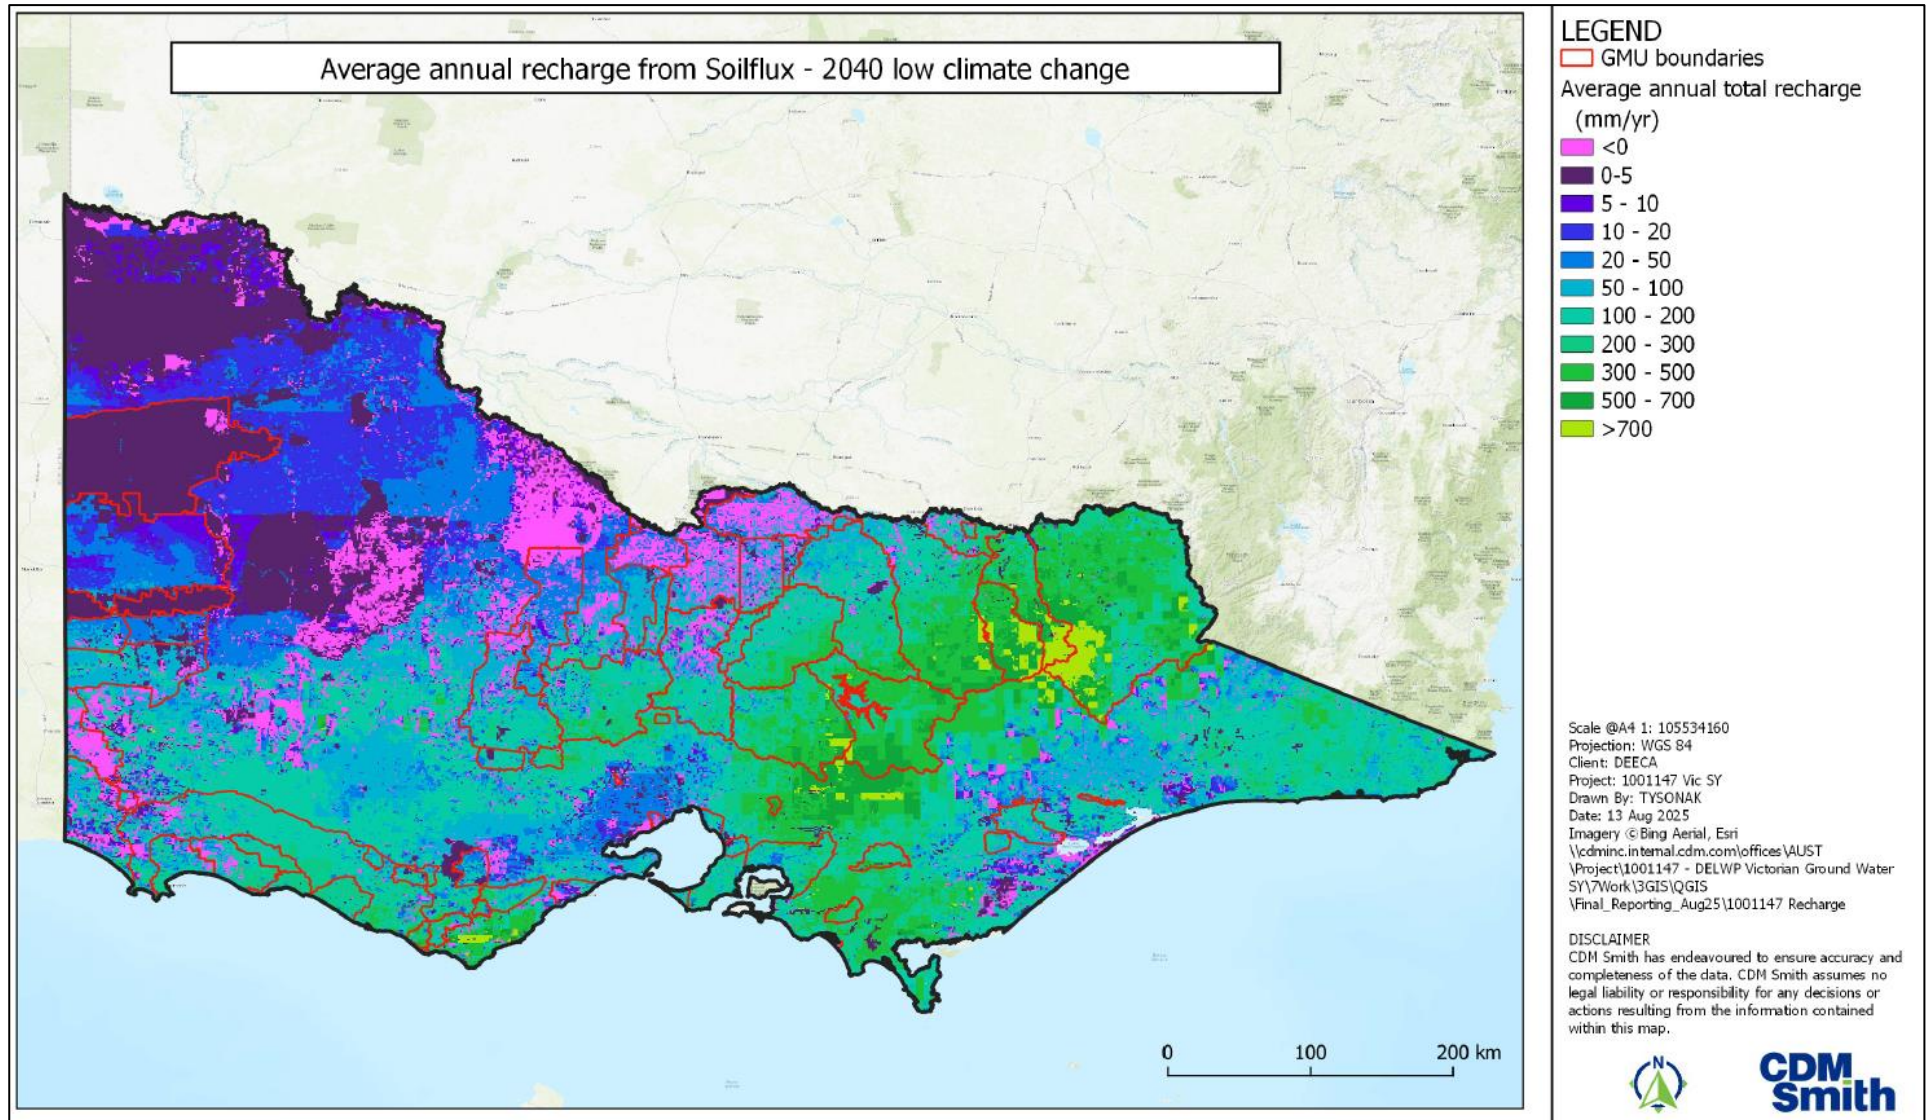 Average annual recharge from Soilflux - 2040 low climate change
LEGEND
GMU boundaries
Average annual total recharge
(mm/yr)
<0
0-5
5 - 10
10 - 20
20 - 50
50 - 100
100 - 200
200 - 300
300 - 500
500 - 700
>700
Scale @A4 1: 105534160
Projection: WGS 84
Client: DEECA
Project: 1001147 Vic SY
Drawn By: TYSONAK
Date: 13 Aug 2025
Imagery ©Bing Aerial, Esri
\\cdminc.internal.cdm.com\offices\AUST
\Project\1001147 - DELWP Victorian Ground Water
SY\7Work\3GIS\QGIS
\Final_Reporting_Aug25\1001147 Recharge
DISCLAIMER
CDM Smith has endeavoured to ensure accuracy and
completeness of the data. CDM Smith assumes no
legal liability or responsibility for any decisions or
actions resulting from the information contained
within this map.
0 100 200 km
N
CDM
Smith